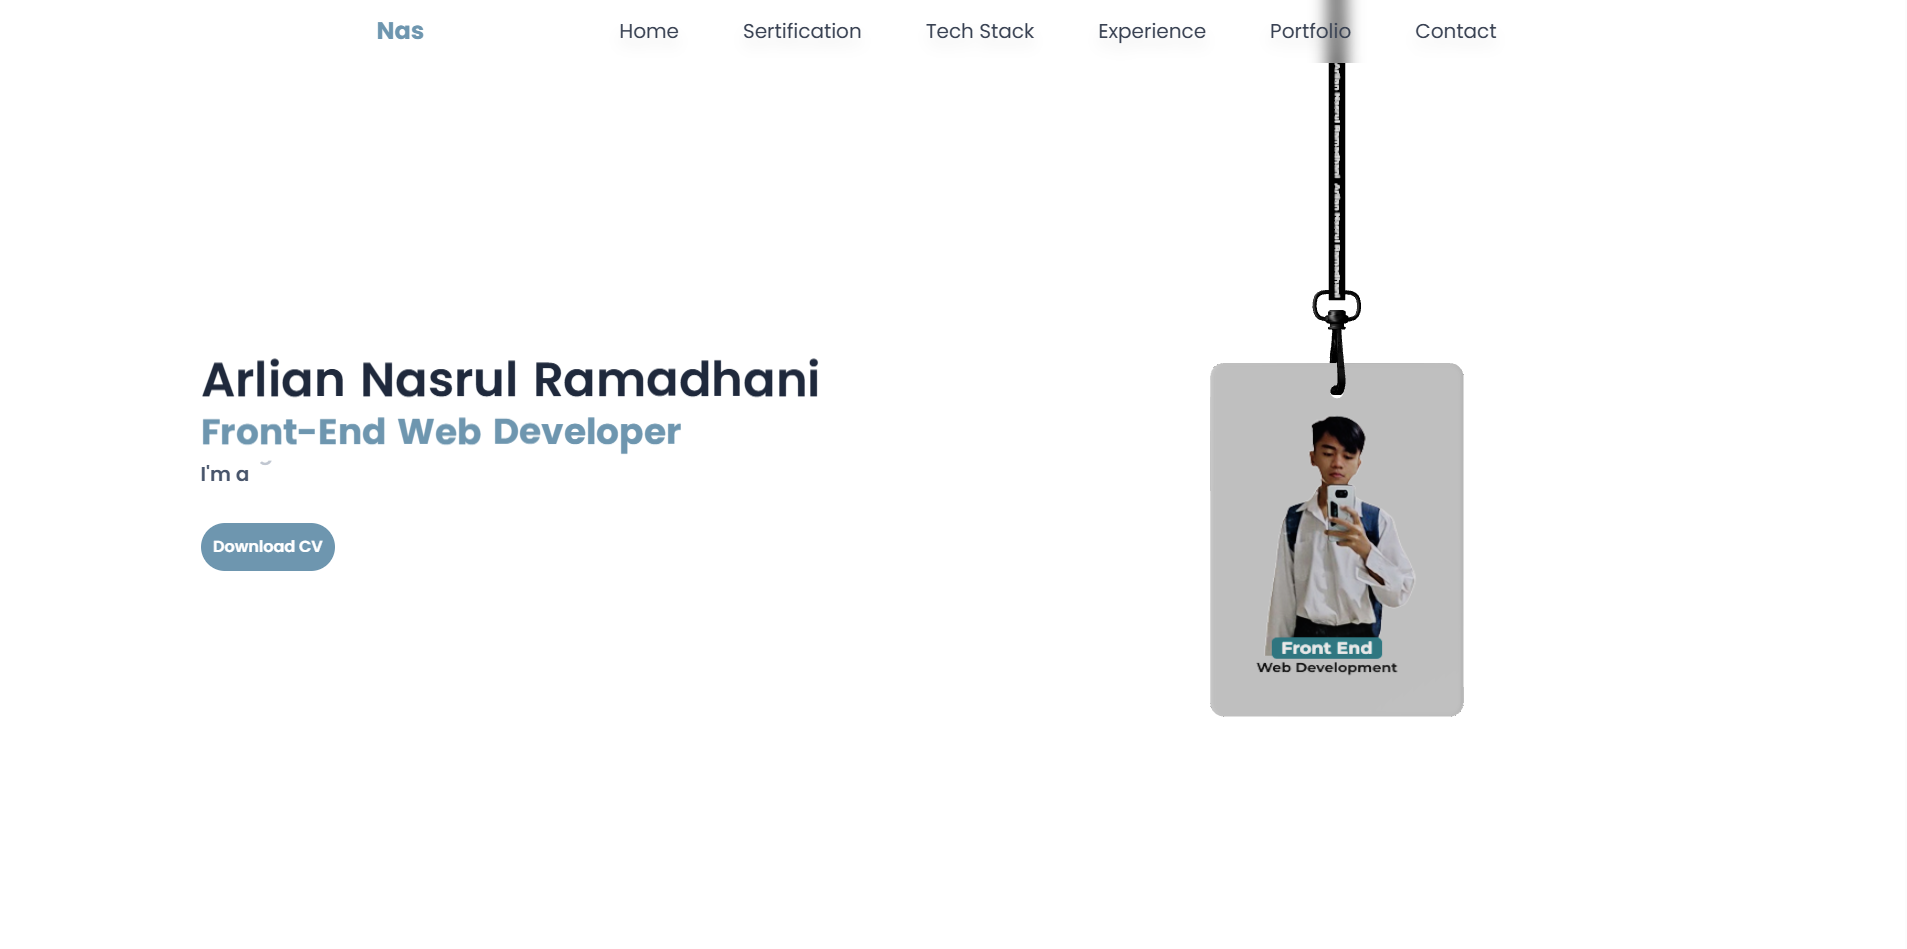 Nas
Home
Sertification
Tech Stack
Experience
Portfolio
Contact
Arlian Nasrul Ramadhani Arlian Nasrul Ramadhani
Arlian Nasrul Ramadhani
Front-End Web Developer
I'm a
Download CV
Front End
Web Development